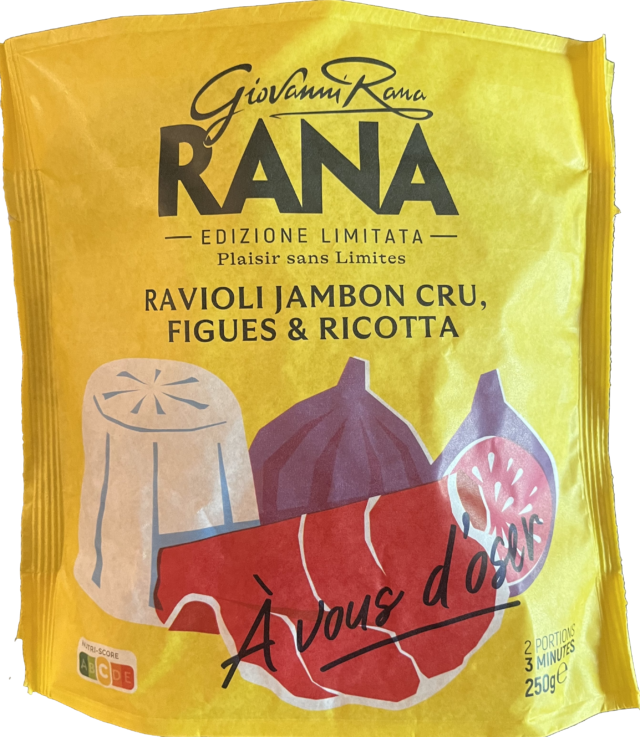 Giovanni Rana
RANA
EDIZIONE LIMITATA
Plaisir sans Limites
RAVIOLI JAMBON CRU,
FIGUES & RICOTTA
À vous d'oser
2 PORTIONS
3 MINUTES
250g℮
NUTRI-SCORE
A B C D E